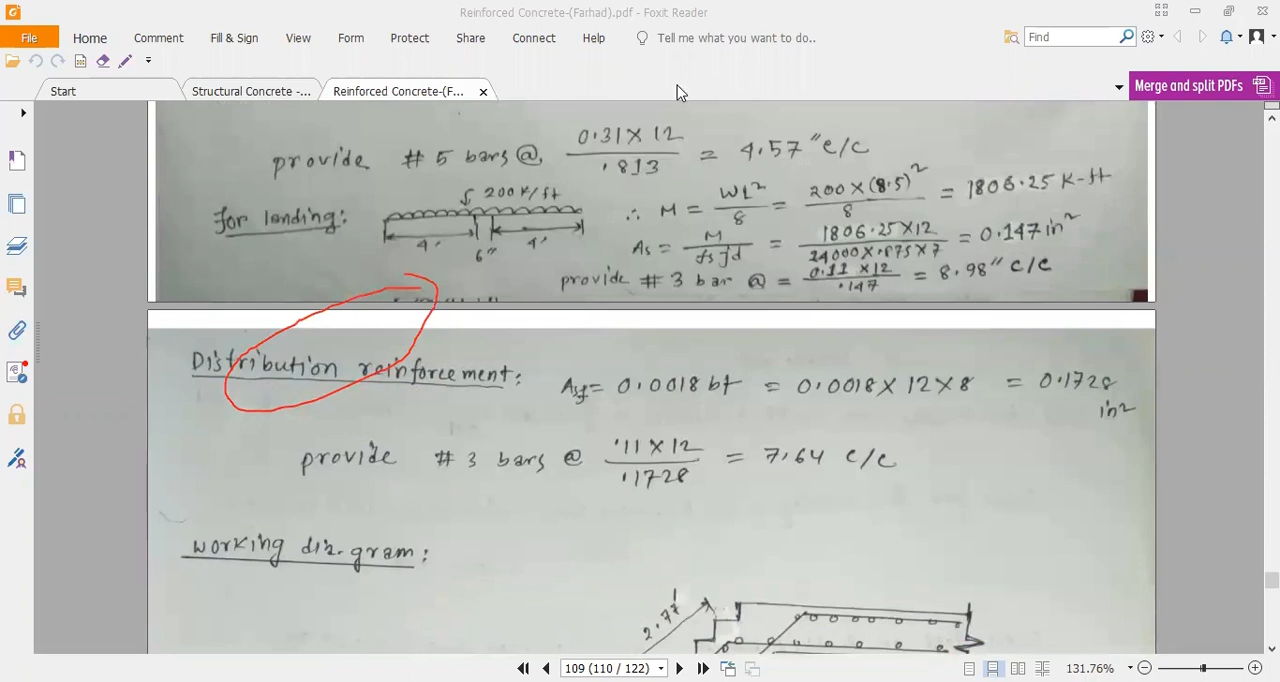 Reinforced Concrete-(Farhad).pdf - Foxit Reader
File Home Comment Fill & Sign View Form Protect Share Connect Help Tell me what you want to do.. Find
Start Structural Concrete -... Reinforced Concrete-(F... Merge and split PDFs
provide # 5 bars @, 0.31 X 12 / .813 = 4.57" c/c
for landing: 200 K/ft ∴ M = WL²/8 = 200 X (8.5)²/8 = 1806.25 K-ft
4' 6" 4' As = M/fsjd = 1806.25 X 12 / 24000 X .875 X 7 = 0.147 in²
provide # 3 bar @ = 0.11 X 12 / .147 = 8.98" c/c
Distribution reinforcement: Ast = 0.0018 bt = 0.0018 X 12 X 8 = 0.1728 in²
provide # 3 bars @ .11 X 12 / .1728 = 7.64 c/c
working diagram:
2.77'
109 (110 / 122) 131.76%